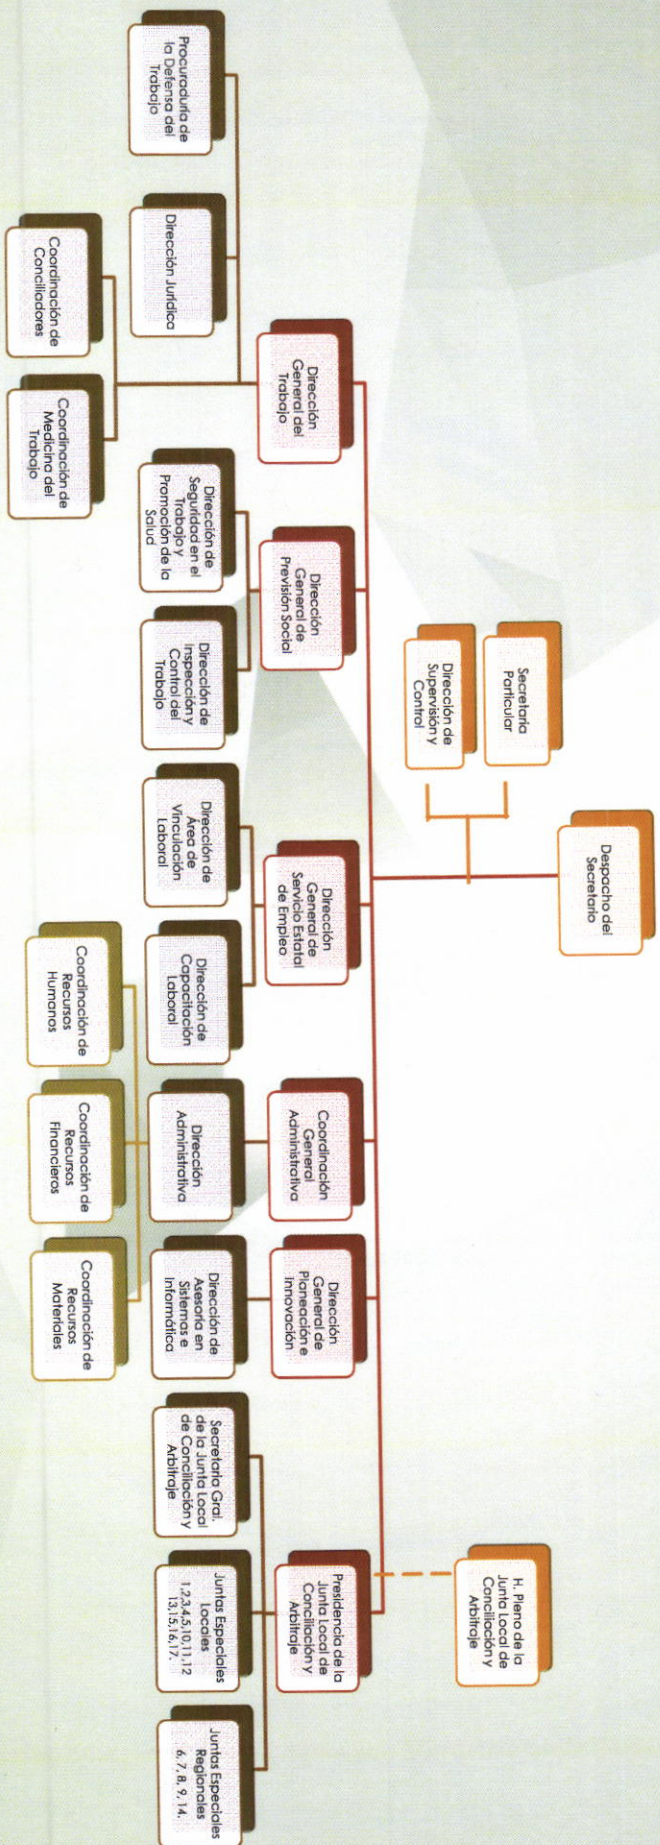 Despacho del
Secretario
Secretaria
Particular
Dirección de
Supervisión y
Control
H. Pleno de la
Junta Local de
Conciliación y
Arbitraje
Dirección
General del
Trabajo
Dirección
General de
Previsión Social
Dirección
General de
Servicio Estatal
de Empleo
Coordinación
General
Administrativa
Dirección
General de
Planeación e
Innovación
Presidencia de la
Junta Local de
Conciliación y
Arbitraje
Procuraduría de
la Defensa del
Trabajo
Dirección Jurídica
Dirección de
Seguridad en el
Trabajo y
Promoción de la
Salud
Dirección de
Inspección y
Control del
Trabajo
Dirección de
Área de
Vinculación
Laboral
Dirección de
Capacitación
Laboral
Dirección
Administrativa
Dirección de
Asesoría en
Sistemas e
Informática
Secretaria Gral.
de la Junta Local
de Conciliación y
Arbitraje
Juntas Especiales
Locales
1,2,3,4,5,10,11,12
13,15,16,17.
Juntas Especiales
Regionales
6, 7, 8, 9, 14.
Coordinación de
Conciliadores
Coordinación de
Medicina del
Trabajo
Coordinación de
Recursos
Humanos
Coordinación de
Recursos
Financieros
Coordinación de
Recursos
Materiales